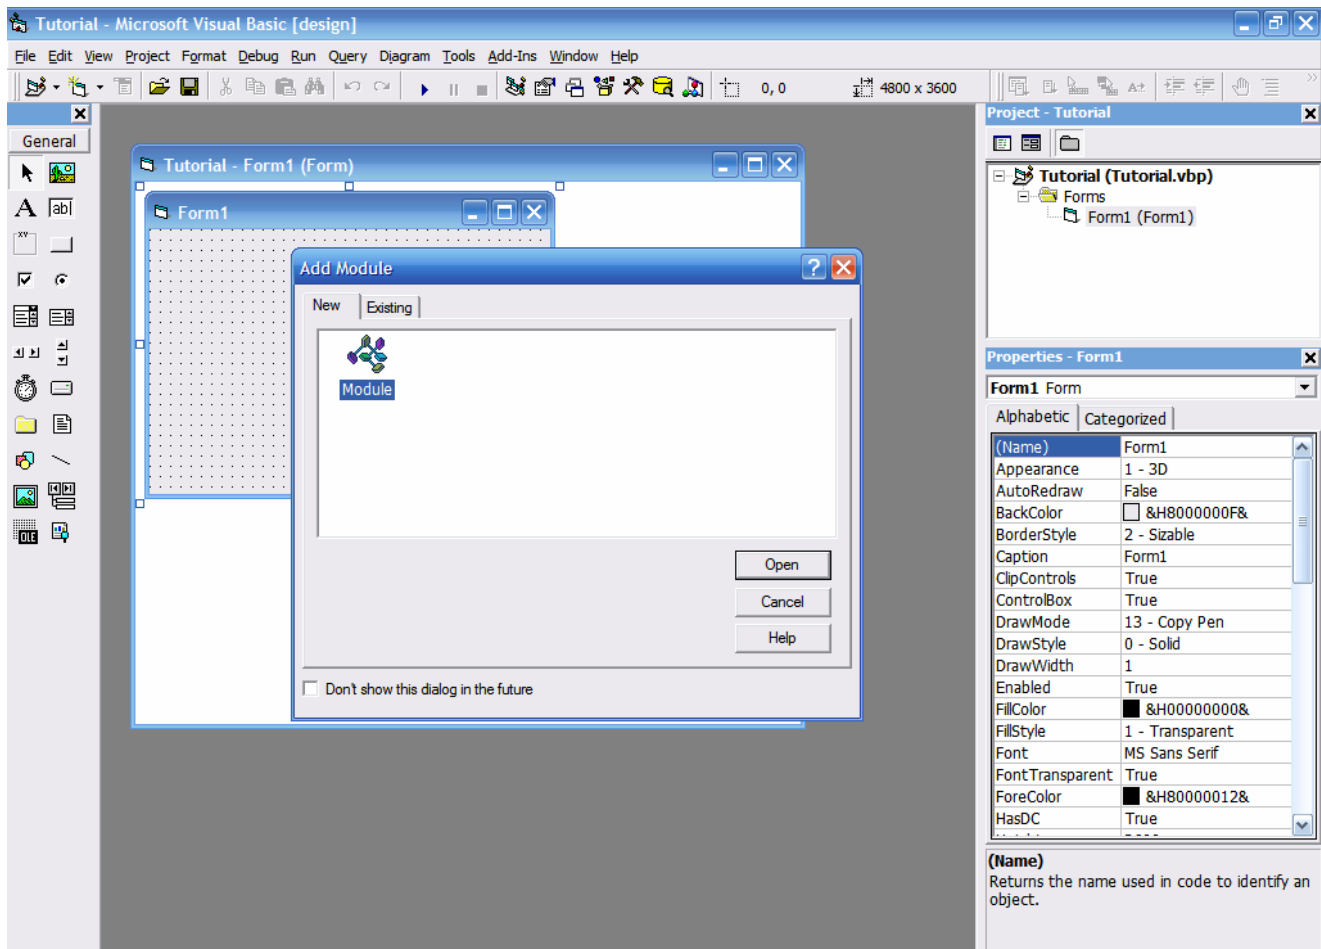 Tutorial - Microsoft Visual Basic [design]
File Edit View Project Format Debug Run Query Diagram Tools Add-Ins Window Help
0, 0 4800 x 3600
General
A ab|
XY
OLE
Tutorial - Form1 (Form)
Form1
Add Module
New Existing
Module
Open
Cancel
Help
Don't show this dialog in the future
Project - Tutorial
Tutorial (Tutorial.vbp)
Forms
Form1 (Form1)
Properties - Form1
Form1 Form
Alphabetic Categorized
(Name) Form1
Appearance 1 - 3D
AutoRedraw False
BackColor &H8000000F&
BorderStyle 2 - Sizable
Caption Form1
ClipControls True
ControlBox True
DrawMode 13 - Copy Pen
DrawStyle 0 - Solid
DrawWidth 1
Enabled True
FillColor &H00000000&
FillStyle 1 - Transparent
Font MS Sans Serif
FontTransparent True
ForeColor &H80000012&
HasDC True
(Name)
Returns the name used in code to identify an
object.